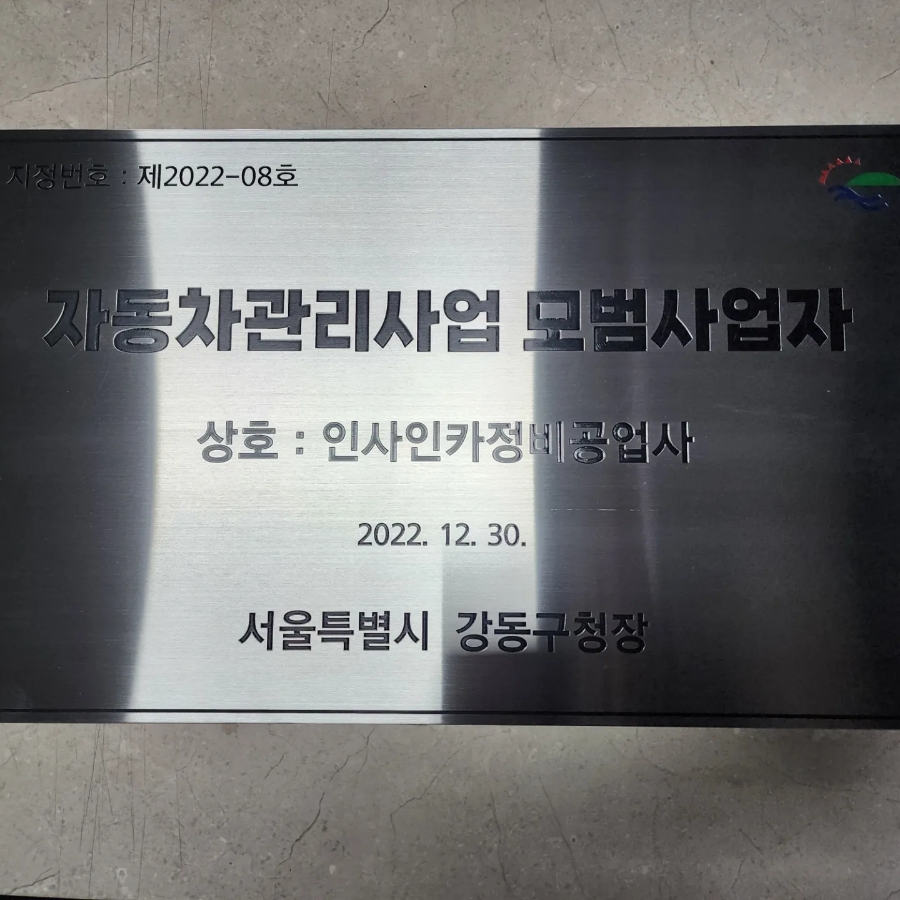 지정번호 : 제2022-08호
자동차관리사업 모범사업자
상호 : 인사인카정비공업사
2022. 12. 30.
서울특별시 강동구청장